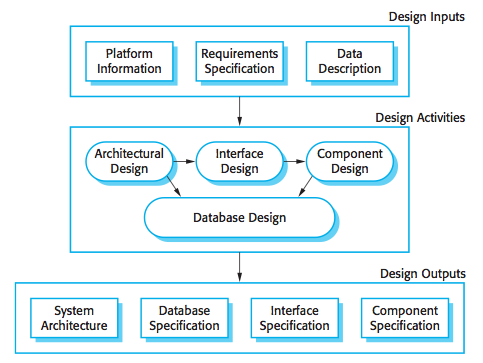 Design Inputs
Platform
Information
Requirements
Specification
Data
Description
Design Activities
Architectural
Design
Interface
Design
Component
Design
Database Design
Design Outputs
System
Architecture
Database
Specification
Interface
Specification
Component
Specification